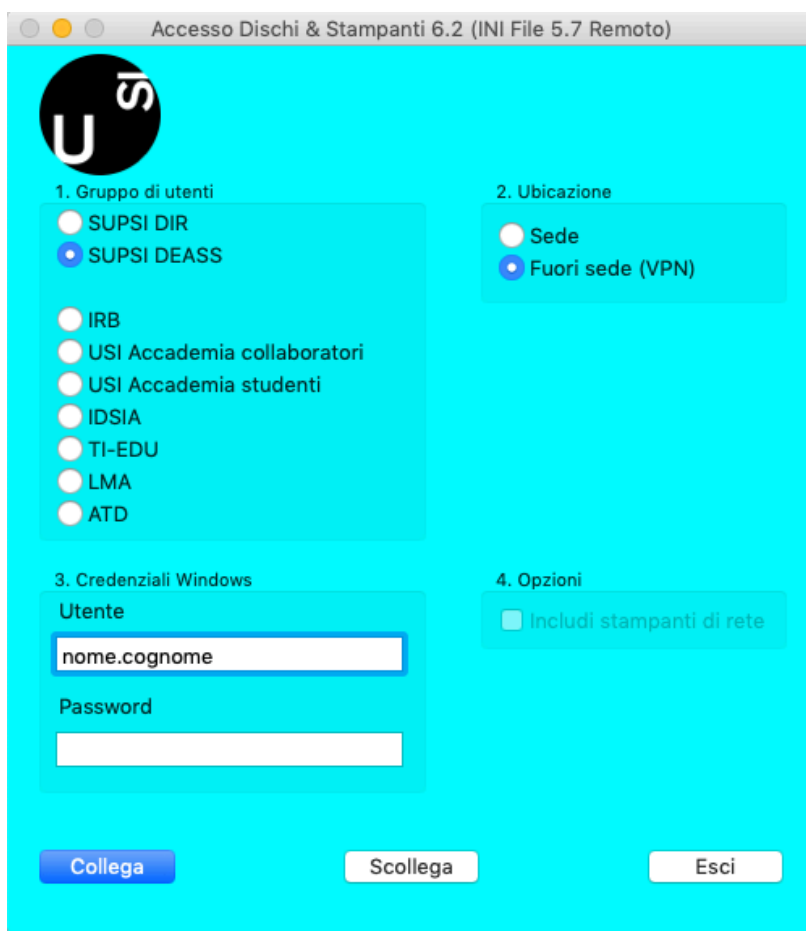 Accesso Dischi & Stampanti 6.2 (INI File 5.7 Remoto)
U SI
1. Gruppo di utenti
SUPSI DIR
SUPSI DEASS
IRB
USI Accademia collaboratori
USI Accademia studenti
IDSIA
TI-EDU
LMA
ATD
2. Ubicazione
Sede
Fuori sede (VPN)
3. Credenziali Windows
Utente
nome.cognome
Password
4. Opzioni
Includi stampanti di rete
Collega
Scollega
Esci